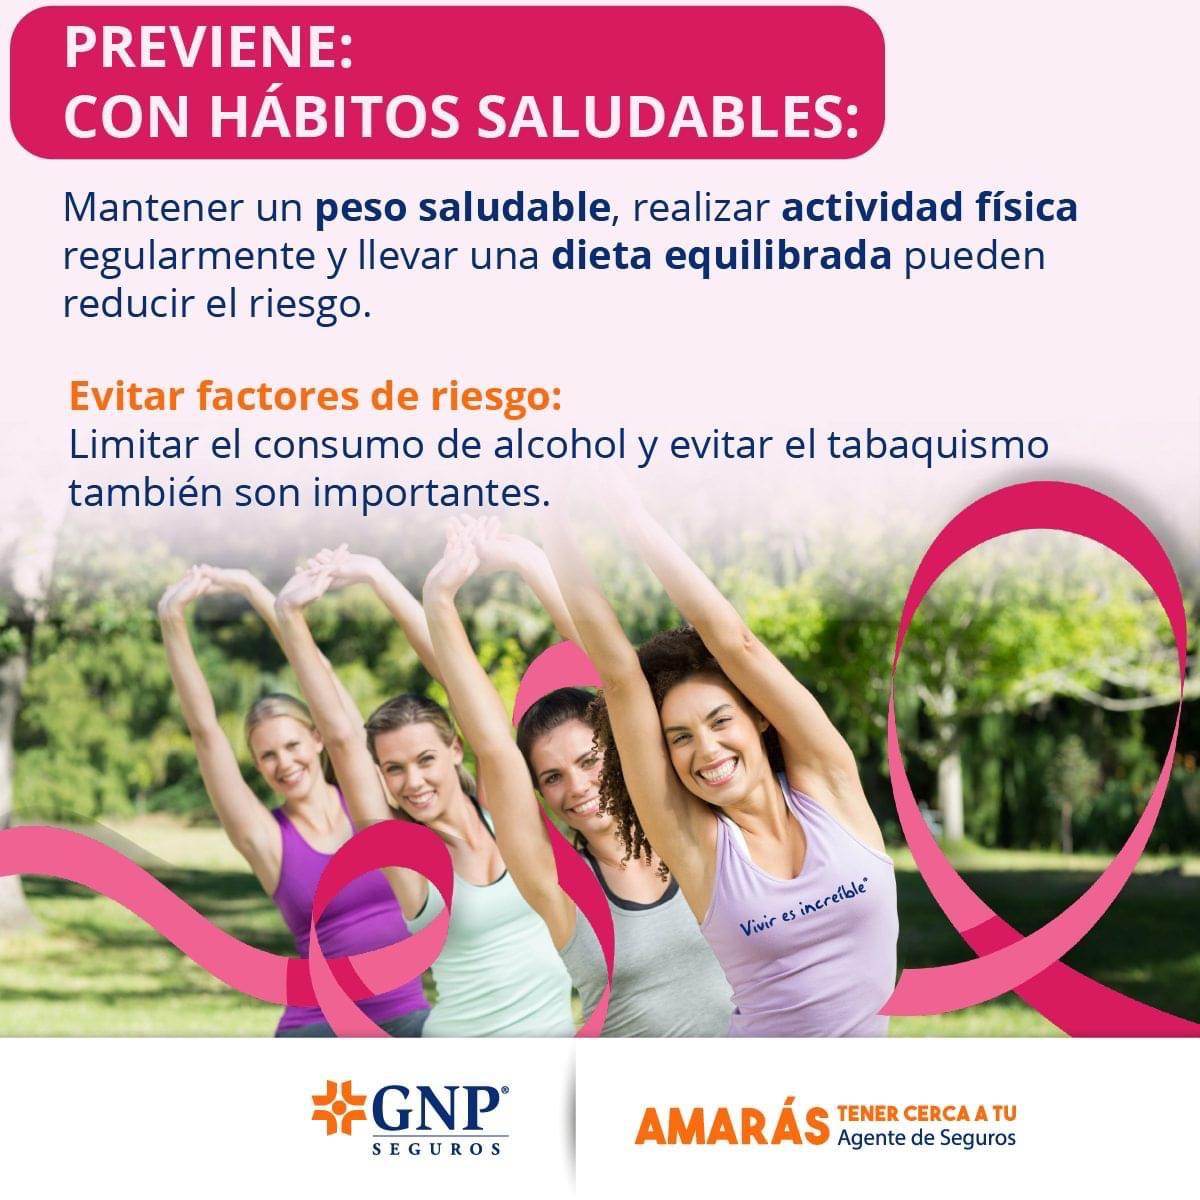 PREVIENE:
CON HÁBITOS SALUDABLES:
Mantener un peso saludable, realizar actividad física
regularmente y llevar una dieta equilibrada pueden
reducir el riesgo.
Evitar factores de riesgo:
Limitar el consumo de alcohol y evitar el tabaquismo
también son importantes.
Vivir es increíble®
GNP®
SEGUROS
AMARÁS TENER CERCA A TU
Agente de Seguros